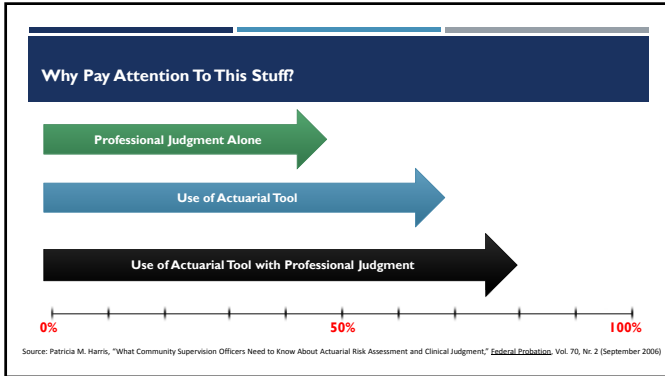 Why Pay Attention To This Stuff?
Professional Judgment Alone
Use of Actuarial Tool
Use of Actuarial Tool with Professional Judgment
0% 50% 100%
Source: Patricia M. Harris, "What Community Supervision Officers Need to Know About Actuarial Risk Assessment and Clinical Judgment," Federal Probation, Vol. 70, Nr. 2 (September 2006)